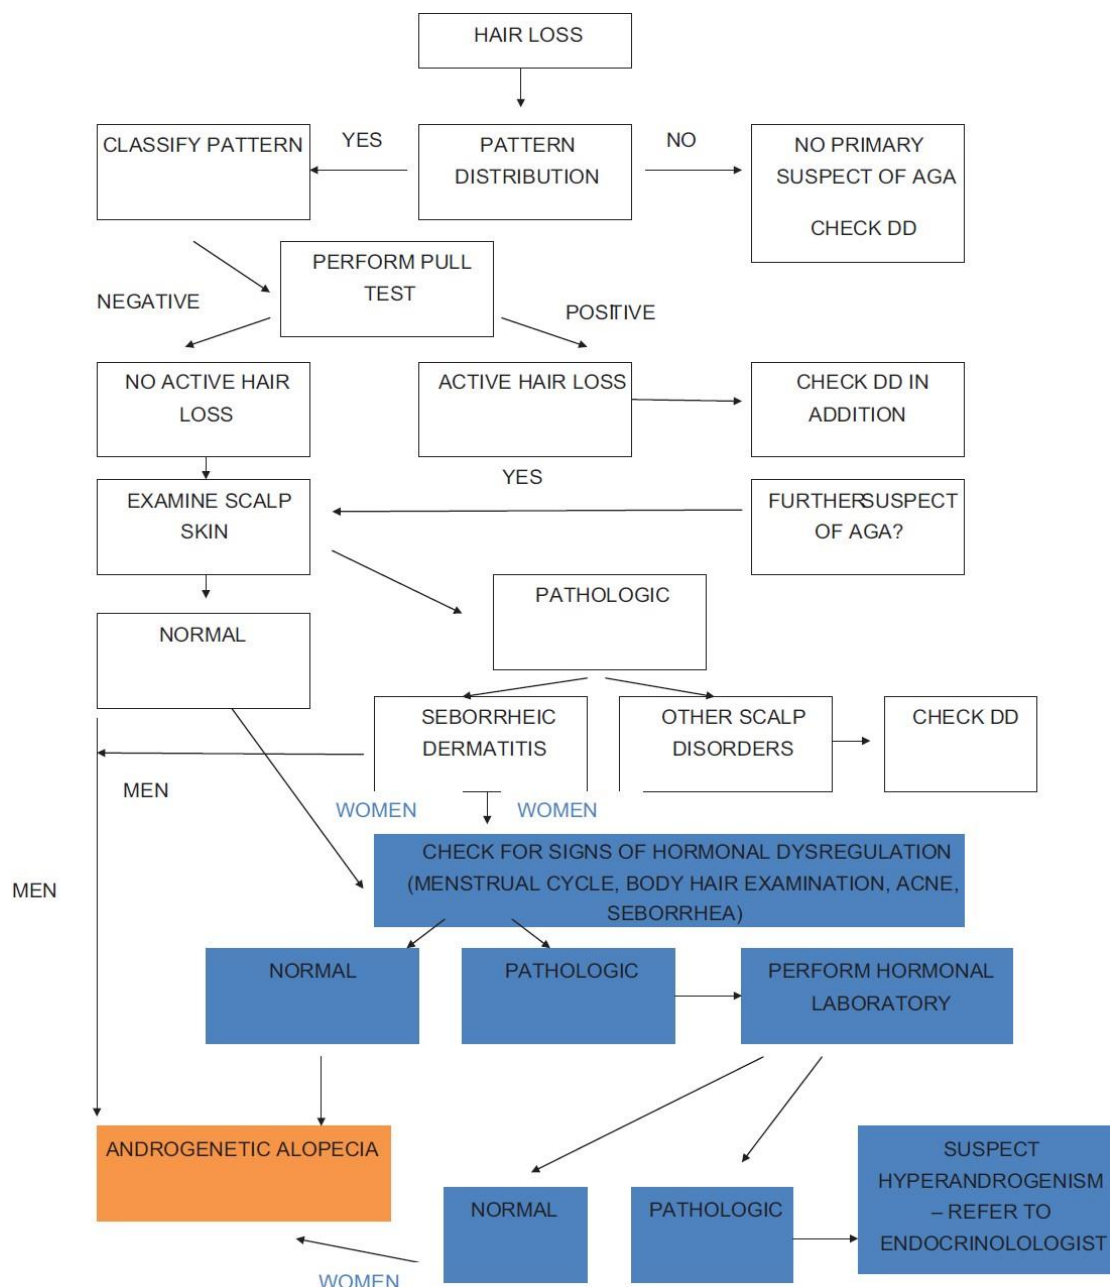 HAIR LOSS
CLASSIFY PATTERN
YES
PATTERN
DISTRIBUTION
NO
NO PRIMARY
SUSPECT OF AGA
CHECK DD
PERFORM PULL
TEST
NEGATIVE
POSITIVE
NO ACTIVE HAIR
LOSS
ACTIVE HAIR LOSS
CHECK DD IN
ADDITION
YES
EXAMINE SCALP
SKIN
FURTHER SUSPECT
OF AGA?
PATHOLOGIC
NORMAL
SEBORRHEIC
DERMATITIS
OTHER SCALP
DISORDERS
CHECK DD
MEN
WOMEN
WOMEN
MEN
CHECK FOR SIGNS OF HORMONAL DYSREGULATION
(MENSTRUAL CYCLE, BODY HAIR EXAMINATION, ACNE,
SEBORRHEA)
NORMAL
PATHOLOGIC
PERFORM HORMONAL
LABORATORY
ANDROGENETIC ALOPECIA
NORMAL
PATHOLOGIC
SUSPECT
HYPERANDROGENISM
– REFER TO
ENDOCRINOLOLOGIST
WOMEN